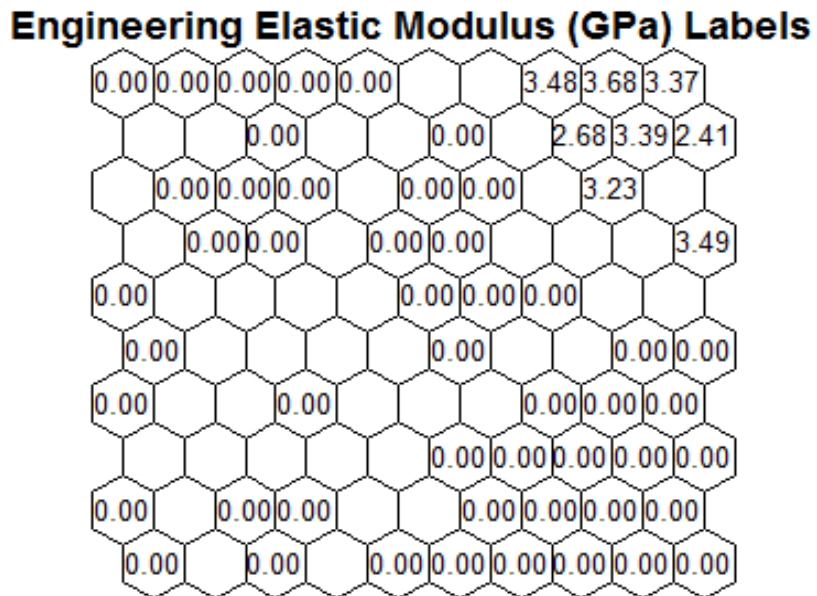 Engineering Elastic Modulus (GPa) Labels
0.00 0.00 0.00 0.00 0.00 3.48 3.68 3.37
0.00 0.00 2.68 3.39 2.41
0.00 0.00 0.00 0.00 0.00 3.23
0.00 0.00 0.00 0.00 3.49
0.00 0.00 0.00 0.00
0.00 0.00 0.00 0.00
0.00 0.00 0.00 0.00 0.00
0.00 0.00 0.00 0.00 0.00
0.00 0.00 0.00 0.00 0.00 0.00 0.00
0.00 0.00 0.00 0.00 0.00 0.00 0.00 0.00